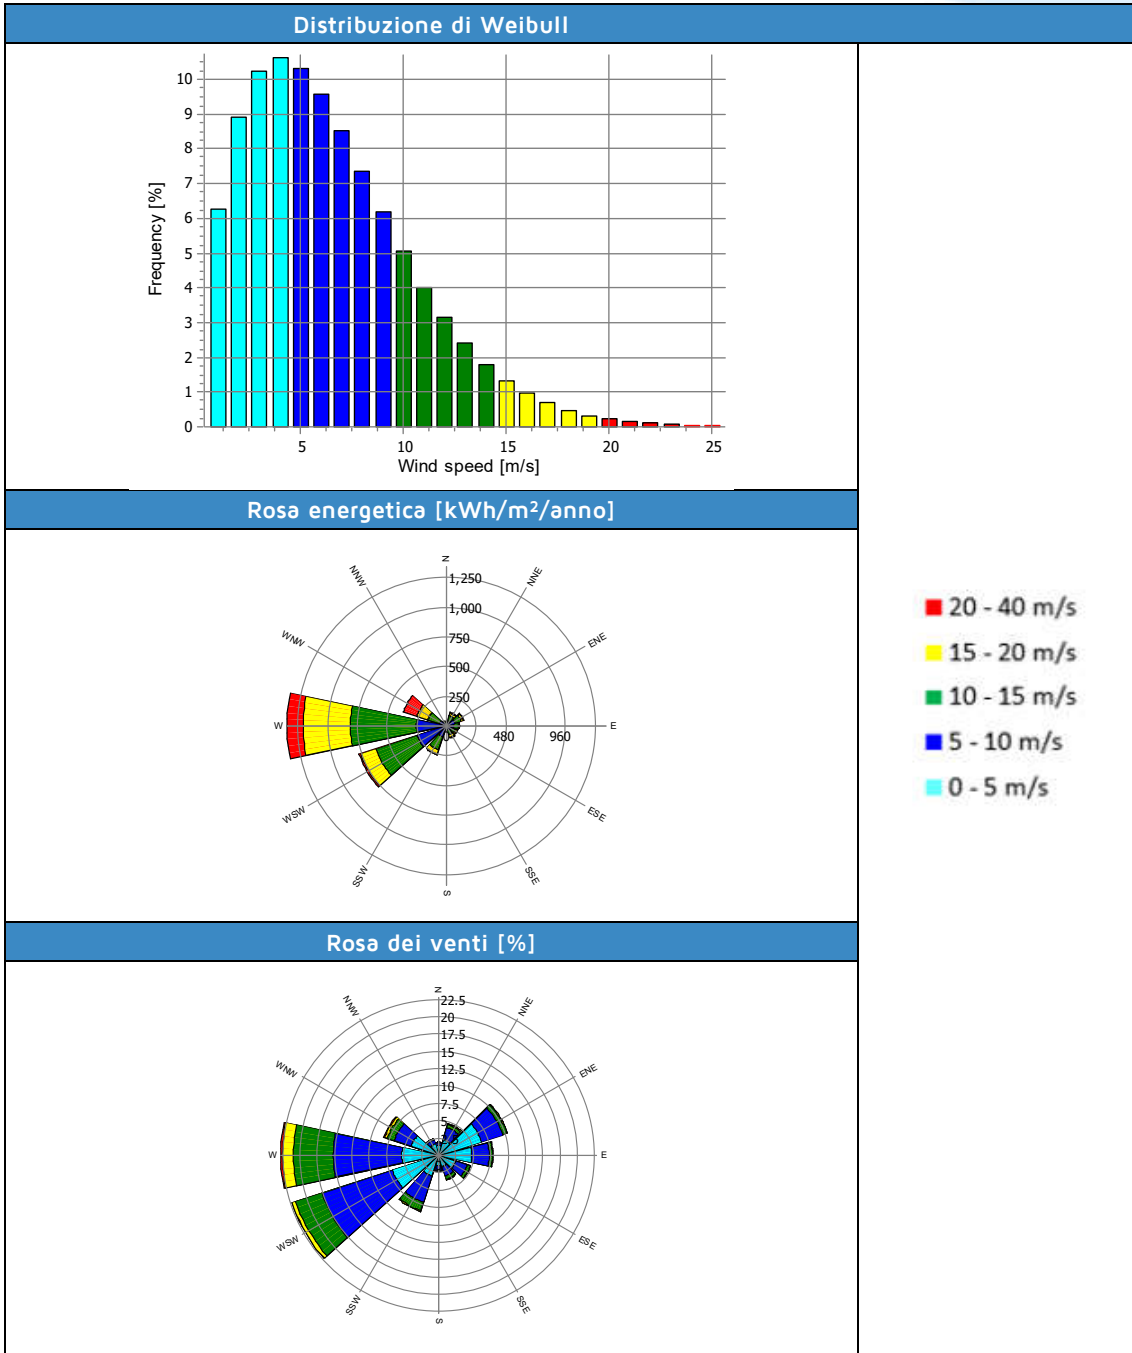 Distribuzione di Weibull
10
9
8
7
6
5
4
3
2
1
0
Frequency [%]
5 10 15 20 25
Wind speed [m/s]
Rosa energetica [kWh/m²/anno]
N
NNW NNE
1,250
1,000
WNW ENE
750
500
250
W E
480 960
WSW ESE
SSW SSE
S
20 - 40 m/s
15 - 20 m/s
10 - 15 m/s
5 - 10 m/s
0 - 5 m/s
Rosa dei venti [%]
N
22.5
NNW NNE
20
17.5
15
WNW ENE
12.5
10
7.5
5
W E
WSW ESE
SSW SSE
S